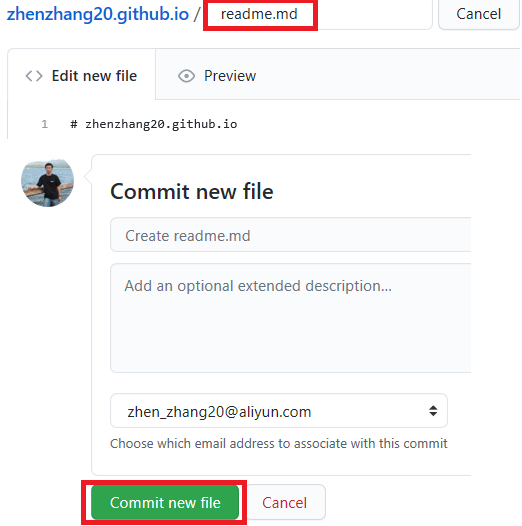 zhenzhang20.github.io / readme.md Cancel
<> Edit new file Preview
1 # zhenzhang20.github.io
Commit new file
Create readme.md
Add an optional extended description...
zhen_zhang20@aliyun.com
Choose which email address to associate with this commit
Commit new file Cancel